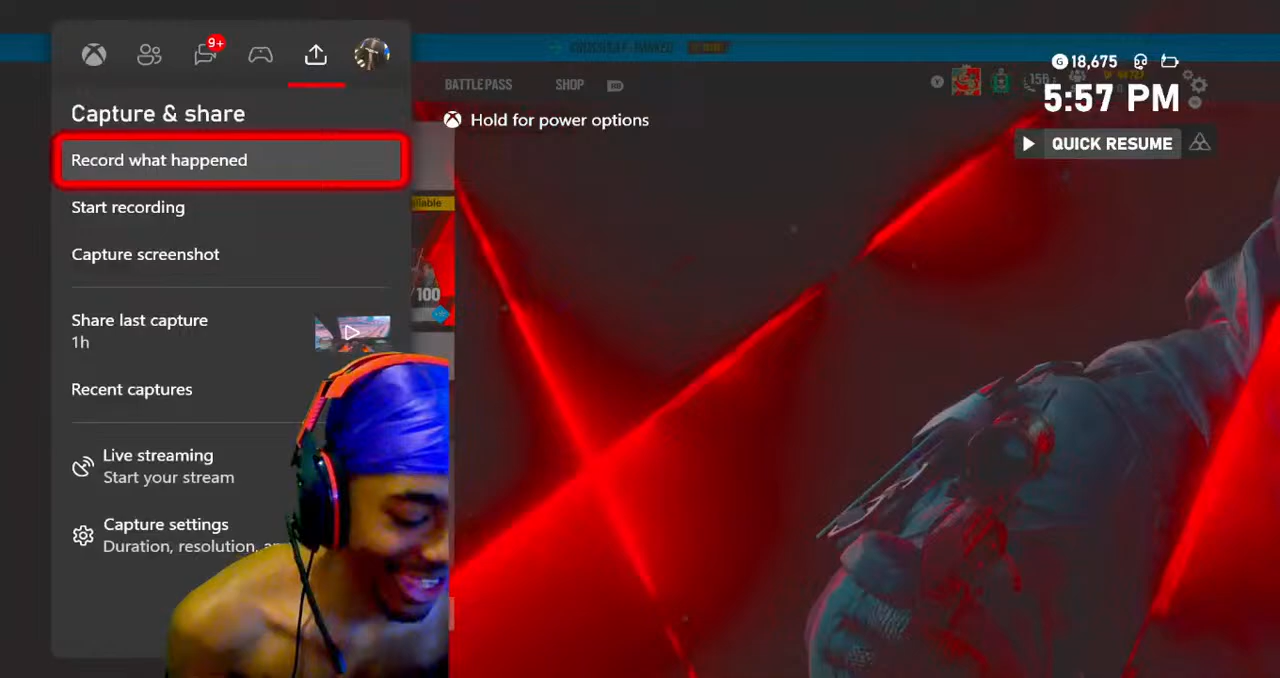 9+
BATTLE PASS
SHOP
18,675
5:57 PM
Capture & share
Hold for power options
QUICK RESUME
Record what happened
Start recording
Capture screenshot
100
Share last capture
1h
Recent captures
Live streaming
Start your stream
Capture settings
Duration, resolution,